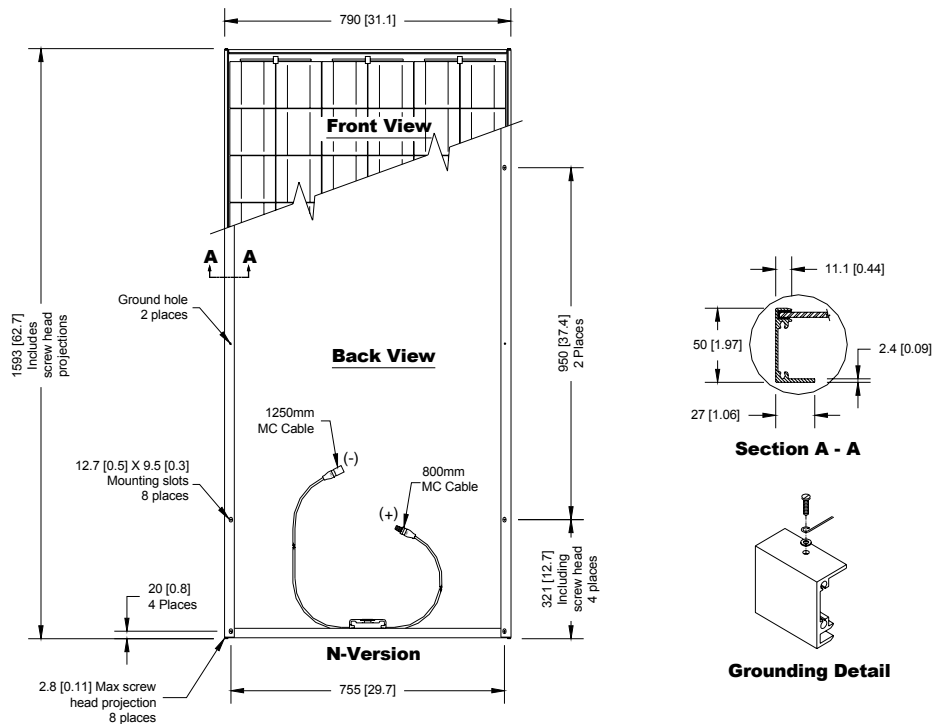 790 [31.1]
Front View
A A
1593 [62.7]
Includes
screw head
projections
Ground hole
2 places
Back View
950 [37.4]
2 Places
1250mm
MC Cable
(-)
800mm
MC Cable
(+)
12.7 [0.5] X 9.5 [0.3]
Mounting slots
8 places
321 [12.7]
Including
screw head
4 places
20 [0.8]
4 Places
N-Version
2.8 [0.11] Max screw
head projection
8 places
755 [29.7]
11.1 [0.44]
50 [1.97]
2.4 [0.09]
27 [1.06]
Section A - A
Grounding Detail